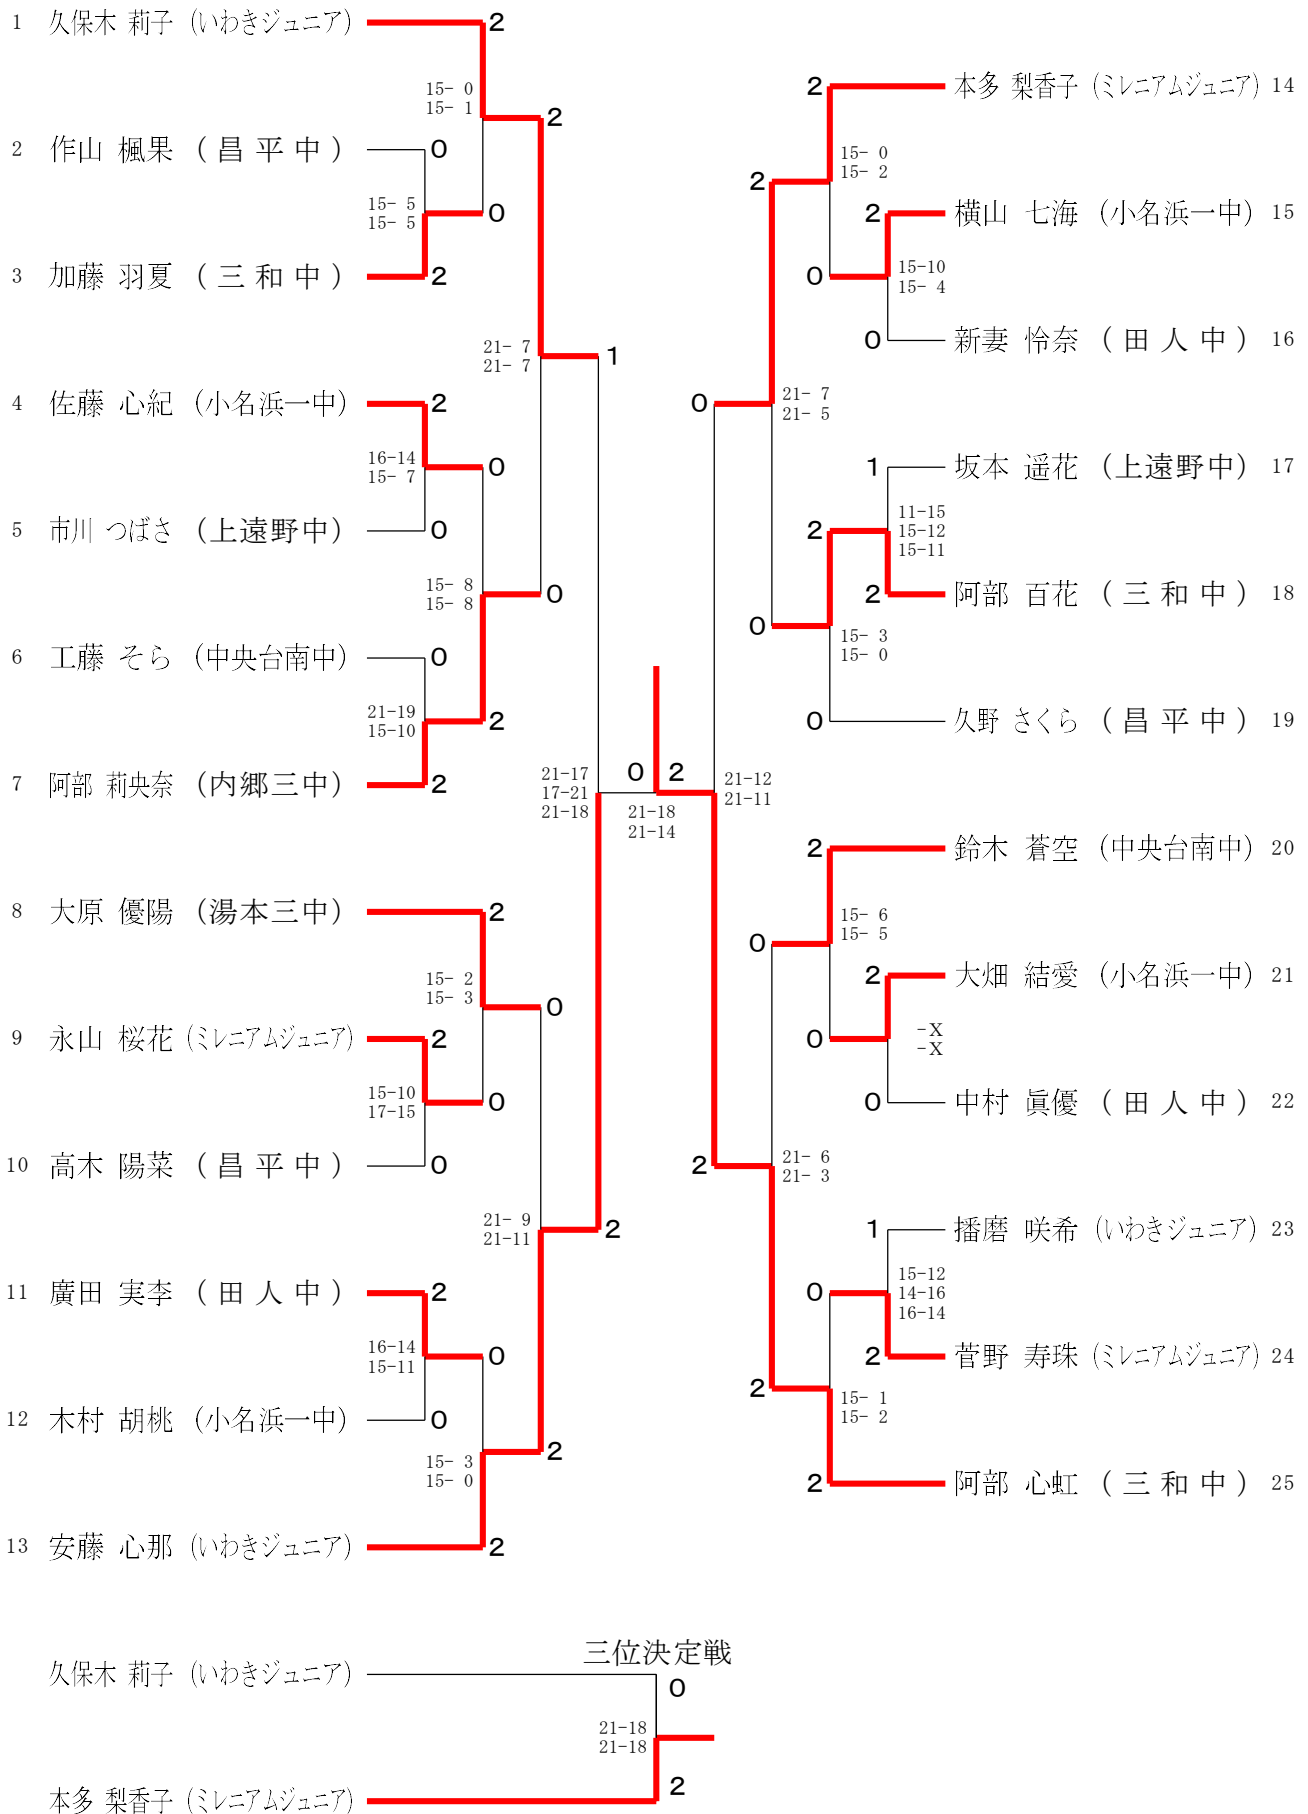 1 久保木 莉子 (いわきジュニア) 2
15- 0
15- 1
2
2 作山 楓果 (昌平中) 0
15- 5
15- 5
0
3 加藤 羽夏 (三和中) 2
21- 7
21- 7
1
4 佐藤 心紀 (小名浜一中) 2
16-14
15- 7
0
5 市川 つばさ (上遠野中) 0
15- 8
15- 8
0
6 工藤 そら (中央台南中) 0
21-19
15-10
2
7 阿部 莉央奈 (内郷三中) 2
21-17
17-21
21-18
0 2
21-18
21-14
8 大原 優陽 (湯本三中) 2
15- 2
15- 3
0
9 永山 桜花 (ミレニアムジュニア) 2
15-10
17-15
0
10 高木 陽菜 (昌平中) 0
21- 9
21-11
2
11 廣田 実李 (田人中) 2
16-14
15-11
0
12 木村 胡桃 (小名浜一中) 0
15- 3
15- 0
2
13 安藤 心那 (いわきジュニア) 2
2 本多 梨香子 (ミレニアムジュニア) 14
15- 0
15- 2
2
2 横山 七海 (小名浜一中) 15
0
15-10
15- 4
0 新妻 怜奈 (田人中) 16
0
21- 7
21- 5
1 坂本 遥花 (上遠野中) 17
2
11-15
15-12
15-11
2 阿部 百花 (三和中) 18
0
15- 3
15- 0
0 久野 さくら (昌平中) 19
21-12
21-11
2 鈴木 蒼空 (中央台南中) 20
15- 6
15- 5
0
2 大畑 結愛 (小名浜一中) 21
0
-X
-X
0 中村 眞優 (田人中) 22
2
21- 6
21- 3
1 播磨 咲希 (いわきジュニア) 23
0
15-12
14-16
16-14
2 菅野 寿珠 (ミレニアムジュニア) 24
2
15- 1
15- 2
2 阿部 心虹 (三和中) 25
三位決定戦
久保木 莉子 (いわきジュニア) 0
21-18
21-18
本多 梨香子 (ミレニアムジュニア) 2